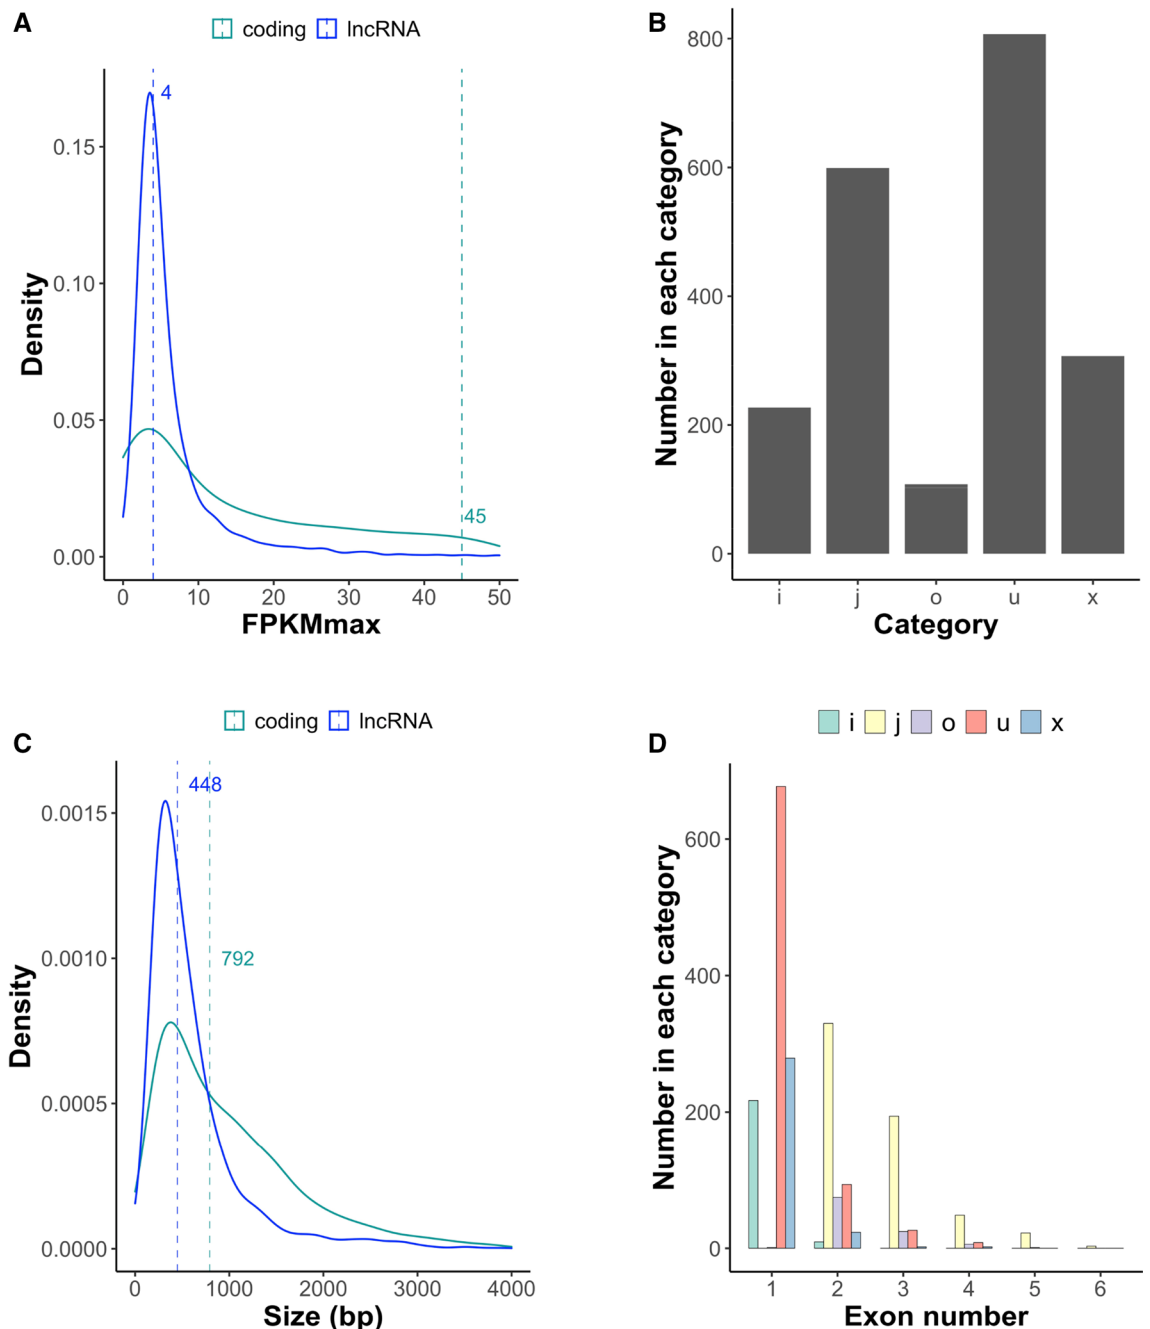 A
coding lncRNA
4
45
0.15
0.10
0.05
0.00
Density
0 10 20 30 40 50
FPKMmax
B
800
600
400
200
0
Number in each category
i j o u x
Category
C
coding lncRNA
448
792
0.0015
0.0010
0.0005
0.0000
Density
0 1000 2000 3000 4000
Size (bp)
D
i j o u x
600
400
200
0
Number in each category
1 2 3 4 5 6
Exon number